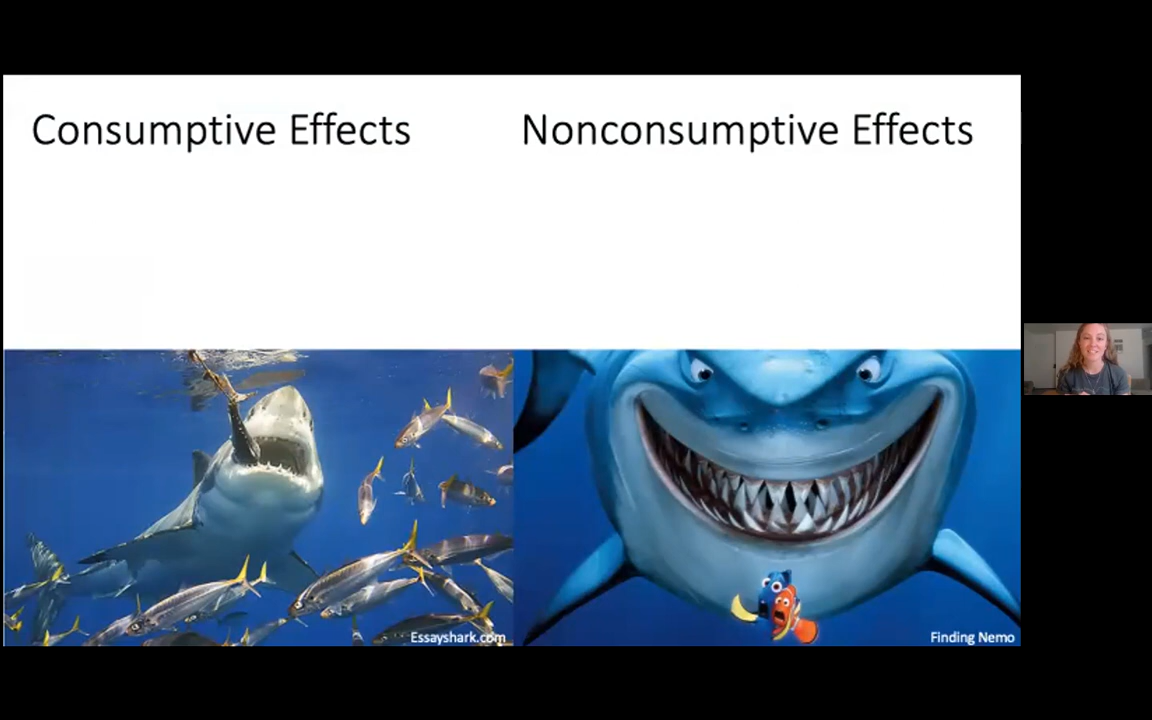 Consumptive Effects
Nonconsumptive Effects
Essayshark.com
Finding Nemo